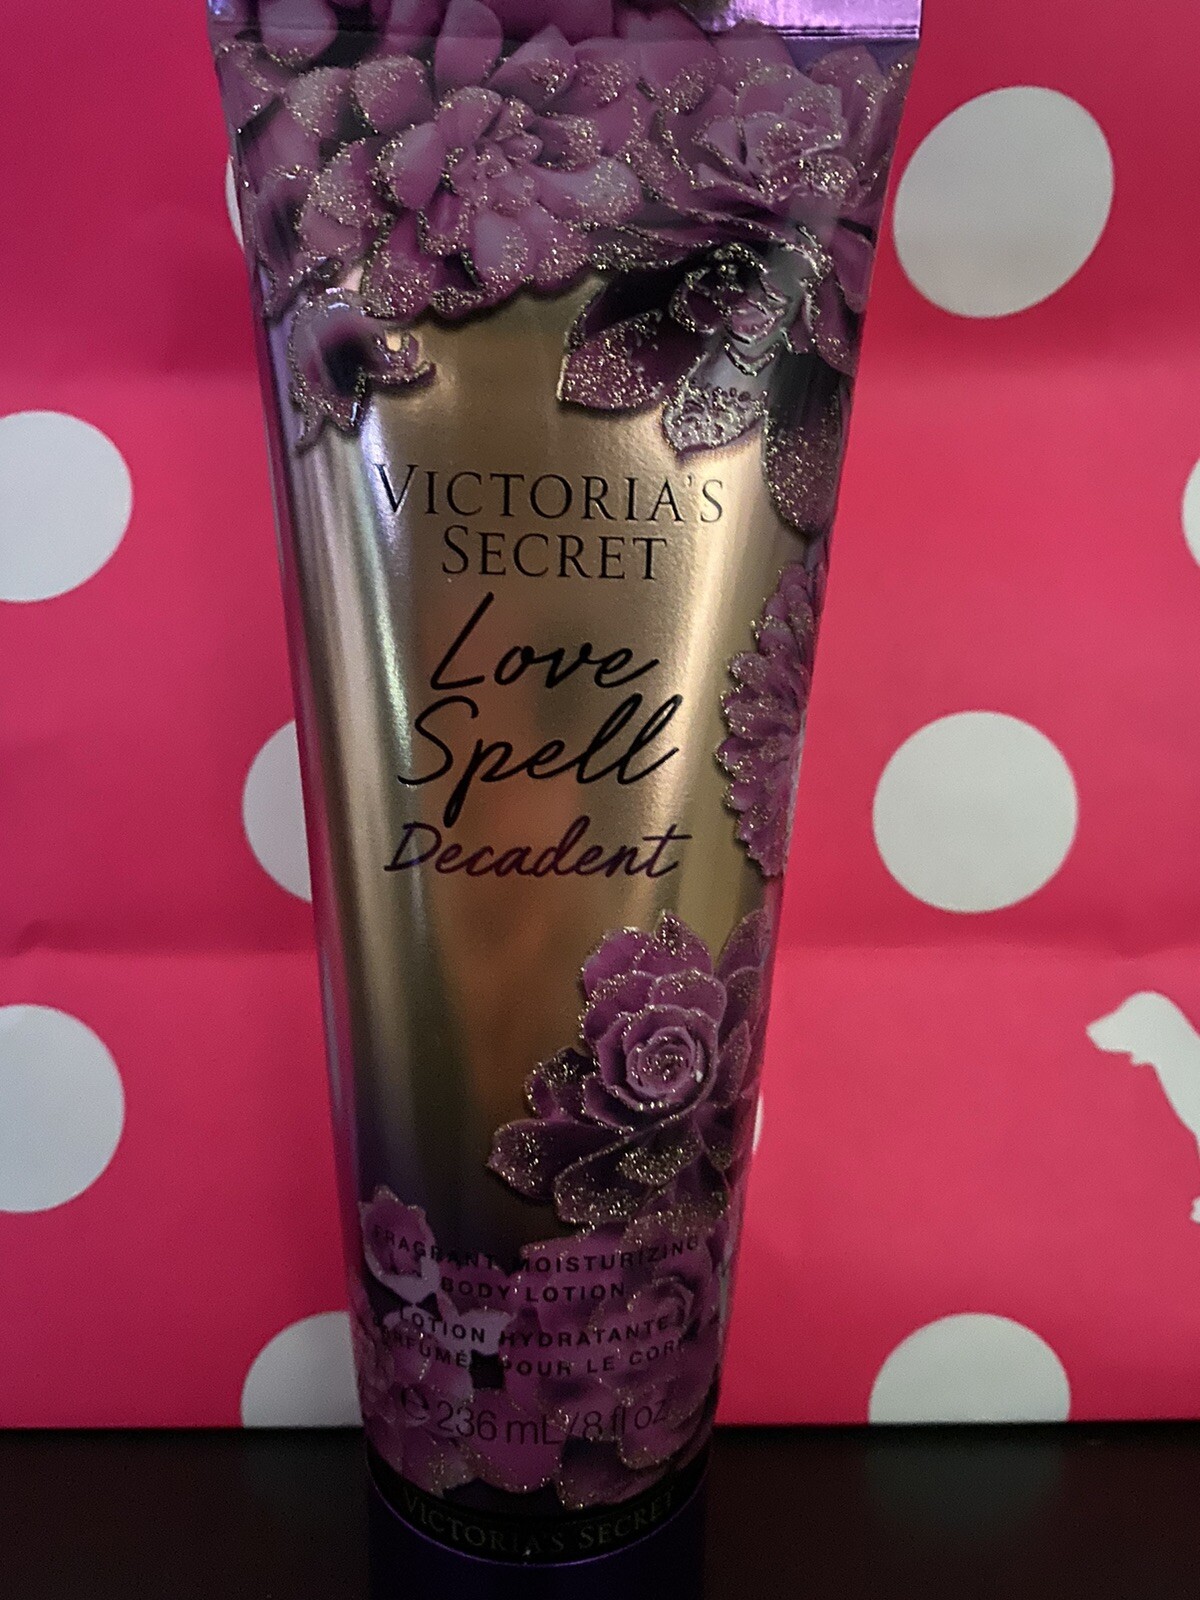 VICTORIA'S
SECRET
Love
Spell
Decadent
FRAGRANT MOISTURIZING
BODY LOTION
LOTION HYDRATANTE
PARFUMÉE POUR LE CORPS
e 236 mL/8 fl oz
VICTORIA'S SECRET